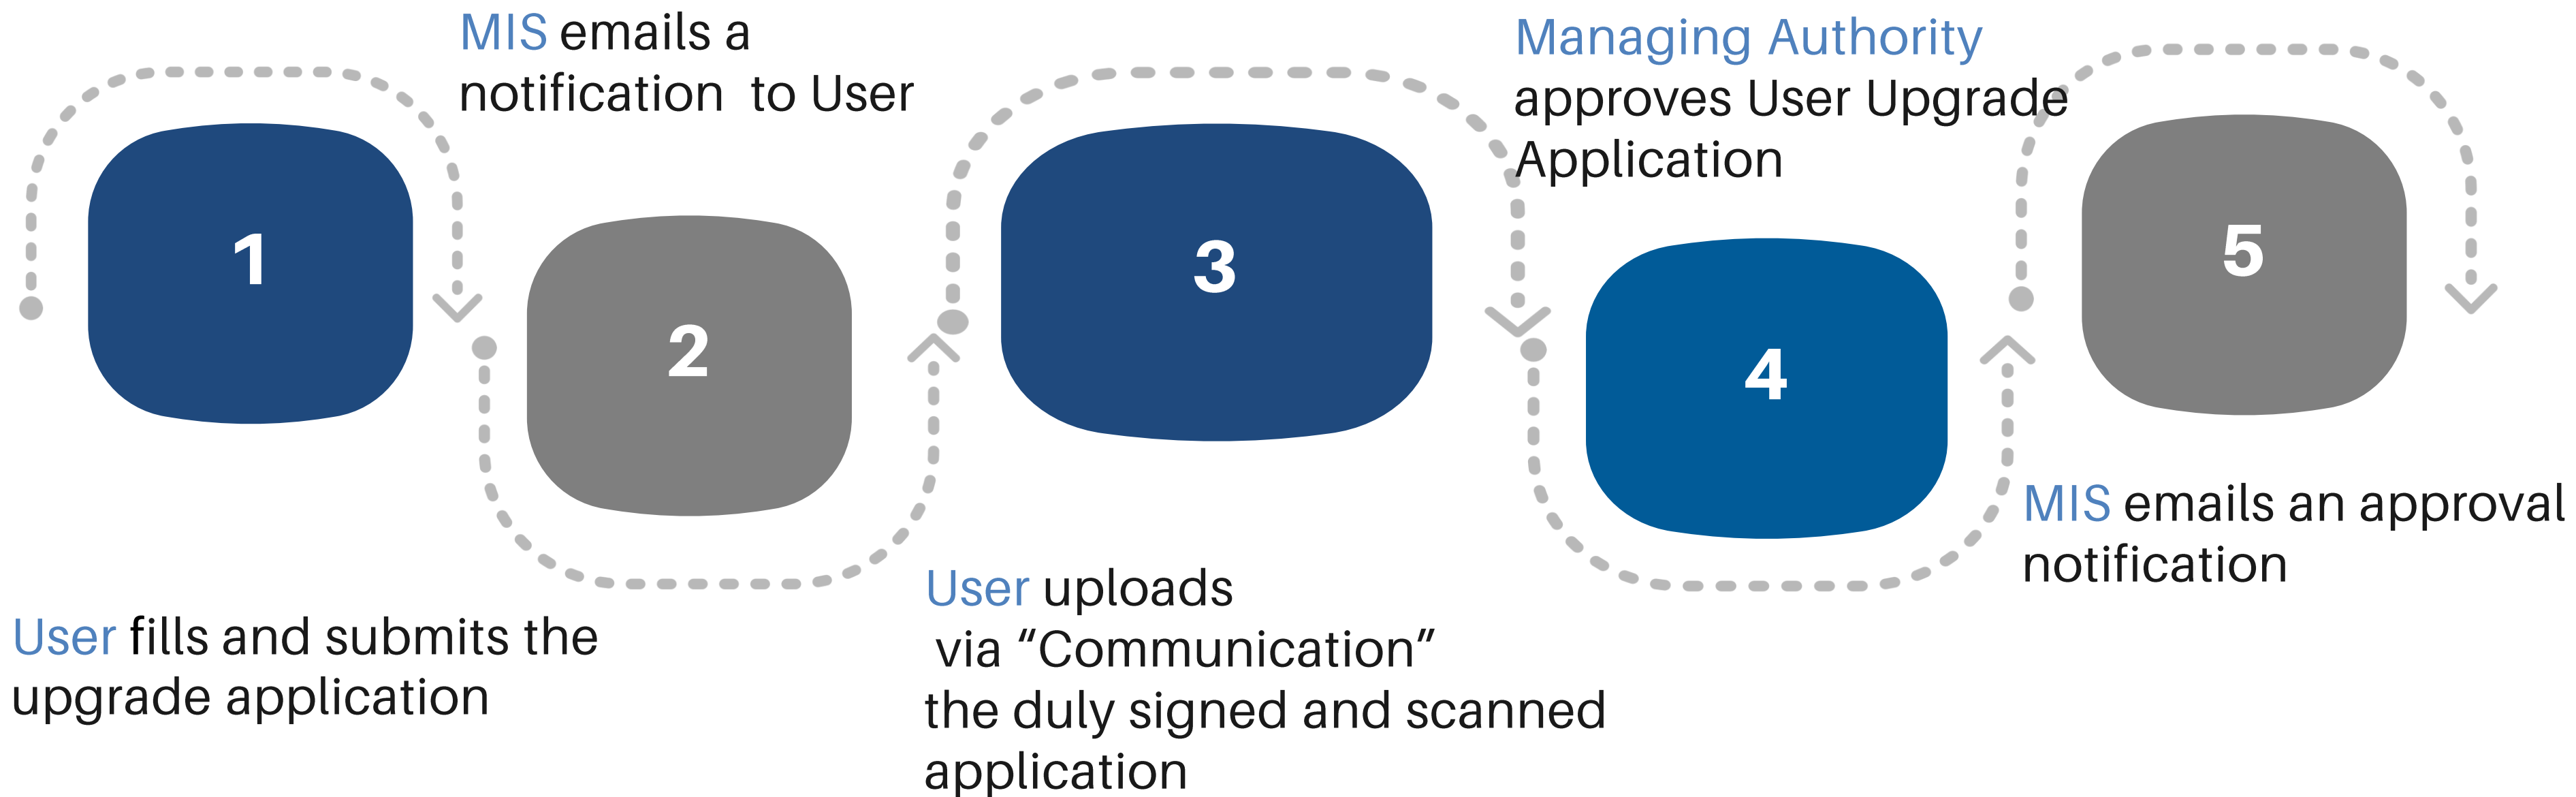 1
User fills and submits the
upgrade application
MIS emails a
notification  to User
2
3
User uploads
via “Communication”
the duly signed and scanned
application
Managing Authority
approves User Upgrade
Application
4
5
MIS emails an approval
notification